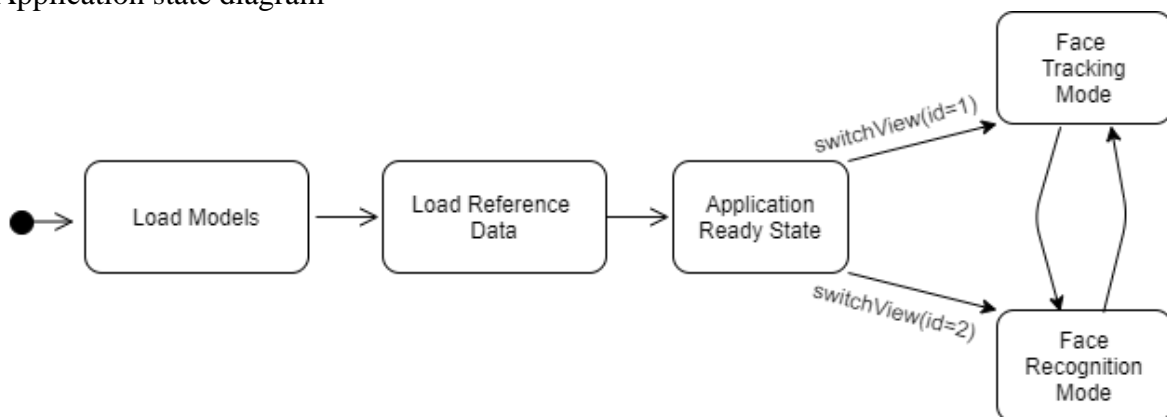 Application state diagram
Face
Tracking
Mode
switchView(id=1)
Load Models
Load Reference
Data
Application
Ready State
switchView(id=2)
Face
Recognition
Mode